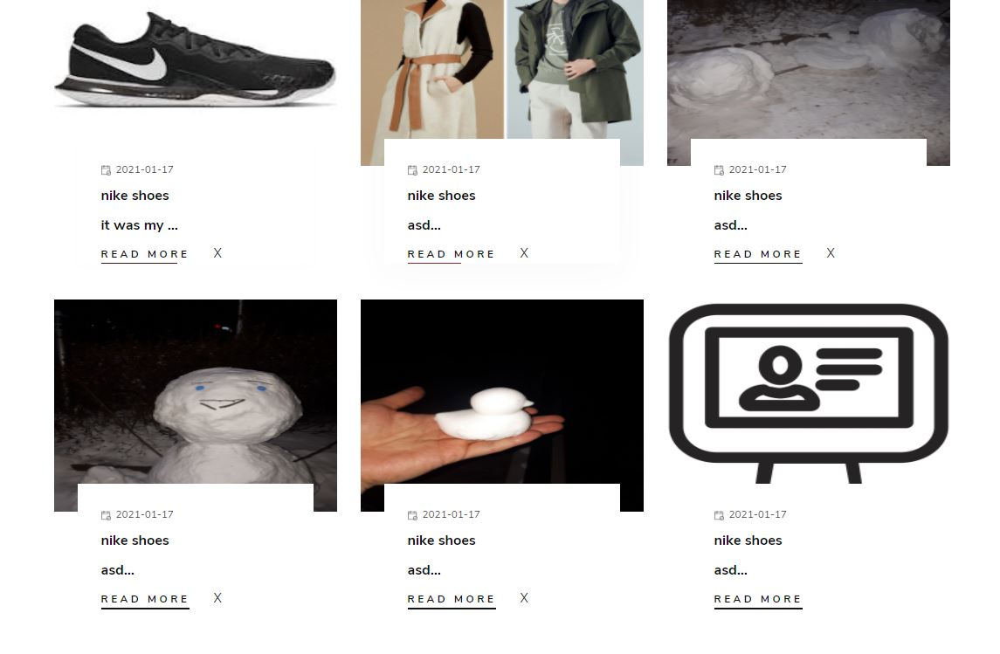 2021-01-17
nike shoes
it was my ...
READ MORE X
2021-01-17
nike shoes
asd...
READ MORE X
2021-01-17
nike shoes
asd...
READ MORE X
2021-01-17
nike shoes
asd...
READ MORE X
2021-01-17
nike shoes
asd...
READ MORE X
2021-01-17
nike shoes
asd...
READ MORE